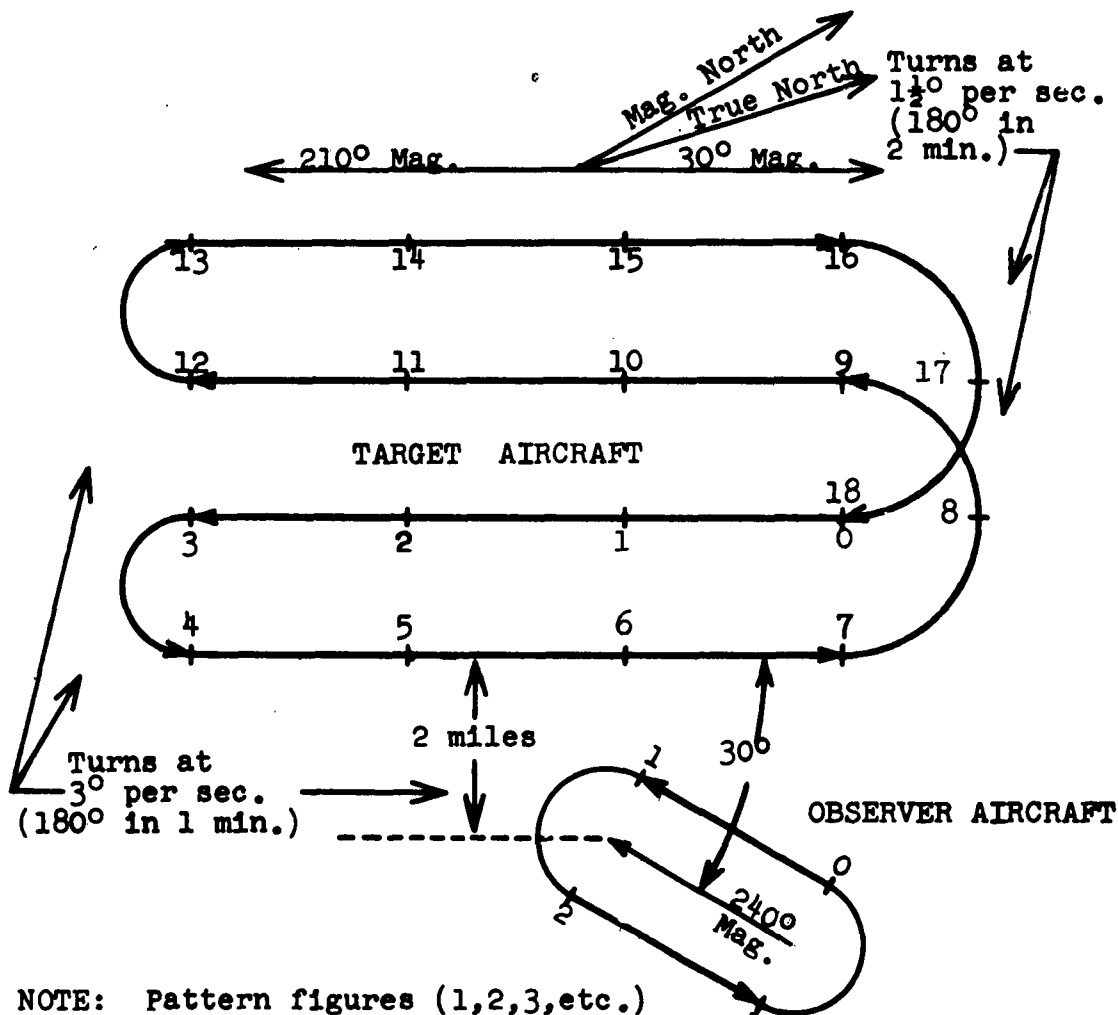 Mag. North
True North
Turns at
1½° per sec.
(180° in
2 min.)
210° Mag.
30° Mag.
13 14 15 16
12 11 10 9
17
TARGET AIRCRAFT
18
3 2 1 0
8
4 5 6 7
2 miles
30°
Turns at
3° per sec.
(180° in 1 min.)
1
OBSERVER AIRCRAFT
0
2
240°
Mag.
NOTE: Pattern figures (1,2,3,etc.)